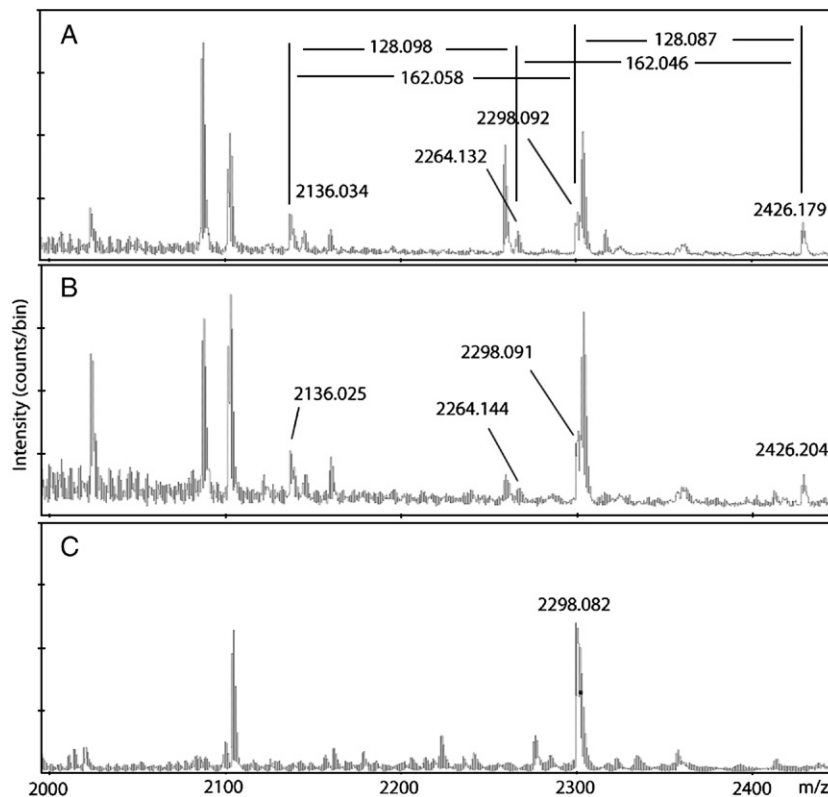 A
128.098
128.087
162.058
162.046
2298.092
2264.132
2136.034
2426.179
B
2298.091
2136.025
2264.144
2426.204
Intensity (counts/bin)
C
2298.082
2000 2100 2200 2300 2400 m/z